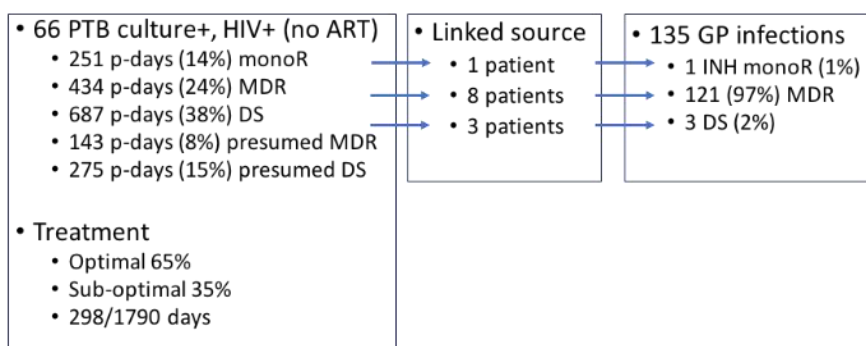 • 66 PTB culture+, HIV+ (no ART)
• 251 p-days (14%) monoR
• 434 p-days (24%) MDR
• 687 p-days (38%) DS
• 143 p-days (8%) presumed MDR
• 275 p-days (15%) presumed DS
• Treatment
• Optimal 65%
• Sub-optimal 35%
• 298/1790 days
• Linked source
• 1 patient
• 8 patients
• 3 patients
• 135 GP infections
• 1 INH monoR (1%)
• 121 (97%) MDR
• 3 DS (2%)